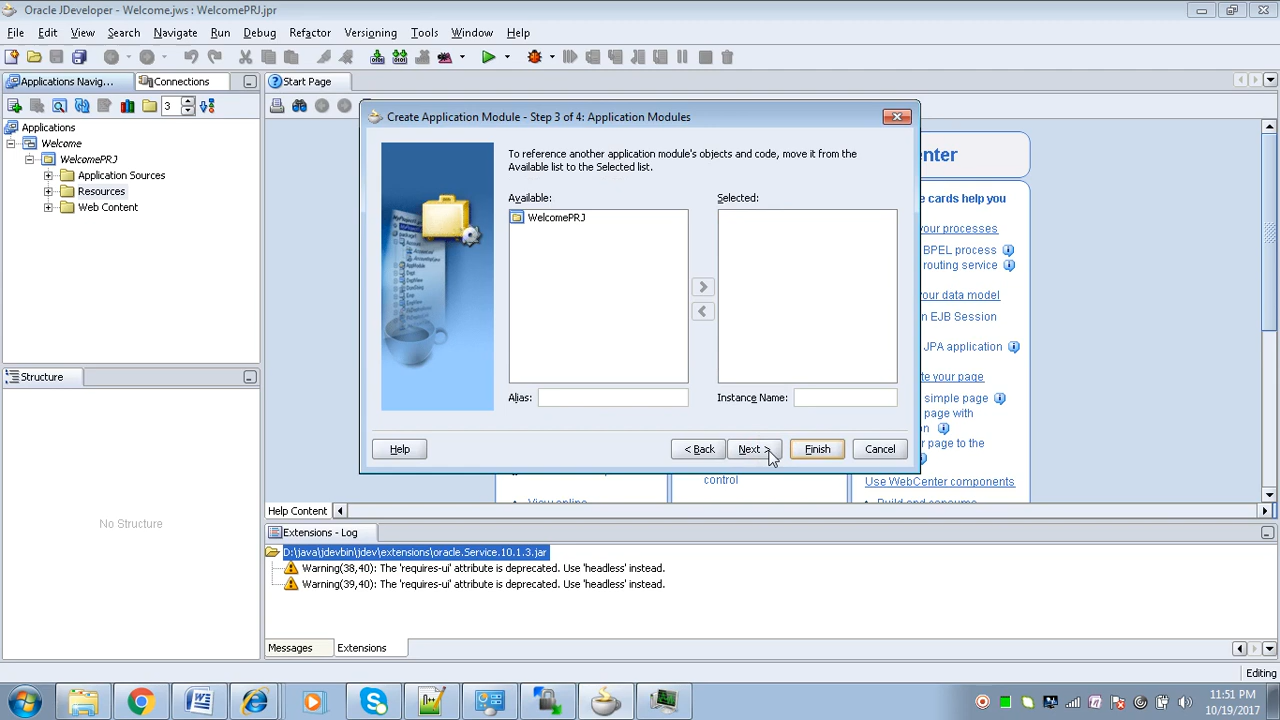 Oracle JDeveloper - Welcome.jws : WelcomePRJ.jpr
File Edit View Search Navigate Run Debug Refactor Versioning Tools Window Help
Applications Navig... Connections
Start Page
3
Applications
Welcome
WelcomePRJ
Application Sources
Resources
Web Content
Create Application Module - Step 3 of 4: Application Modules
To reference another application module's objects and code, move it from the
Available list to the Selected list.
Available:
Selected:
WelcomePRJ
Alias:
Instance Name:
Help
< Back
Next >
Finish
Cancel
enter
e cards help you
your processes
BPEL process
routing service
our data model
n EJB Session
JPA application
te your page
simple page
page with
n
r page to the
Use WebCenter components
control
Help Content
Structure
No Structure
Extensions - Log
D:\java\jdevbin\jdev\extensions\oracle.Service.10.1.3.jar
Warning(38,40): The 'requires-ui' attribute is deprecated. Use 'headless' instead.
Warning(39,40): The 'requires-ui' attribute is deprecated. Use 'headless' instead.
Messages Extensions
Editing
11:51 PM
10/19/2017